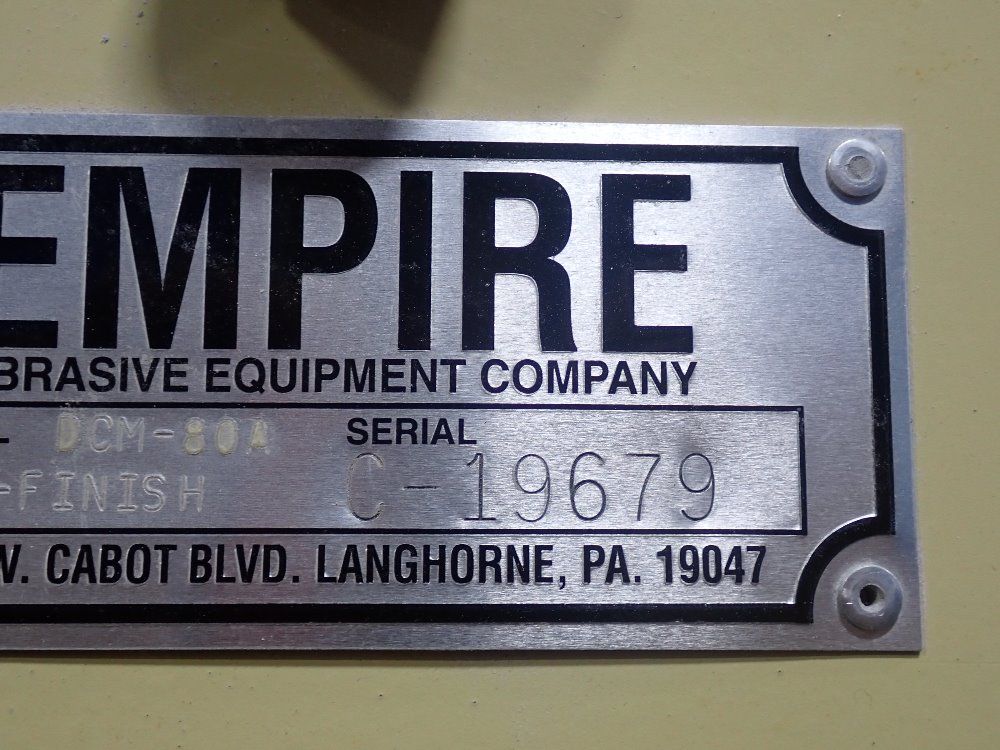 EMPIRE
BRASIVE EQUIPMENT COMPANY
L DCM-80A SERIAL
-FINISH C-19679
W. CABOT BLVD. LANGHORNE, PA. 19047